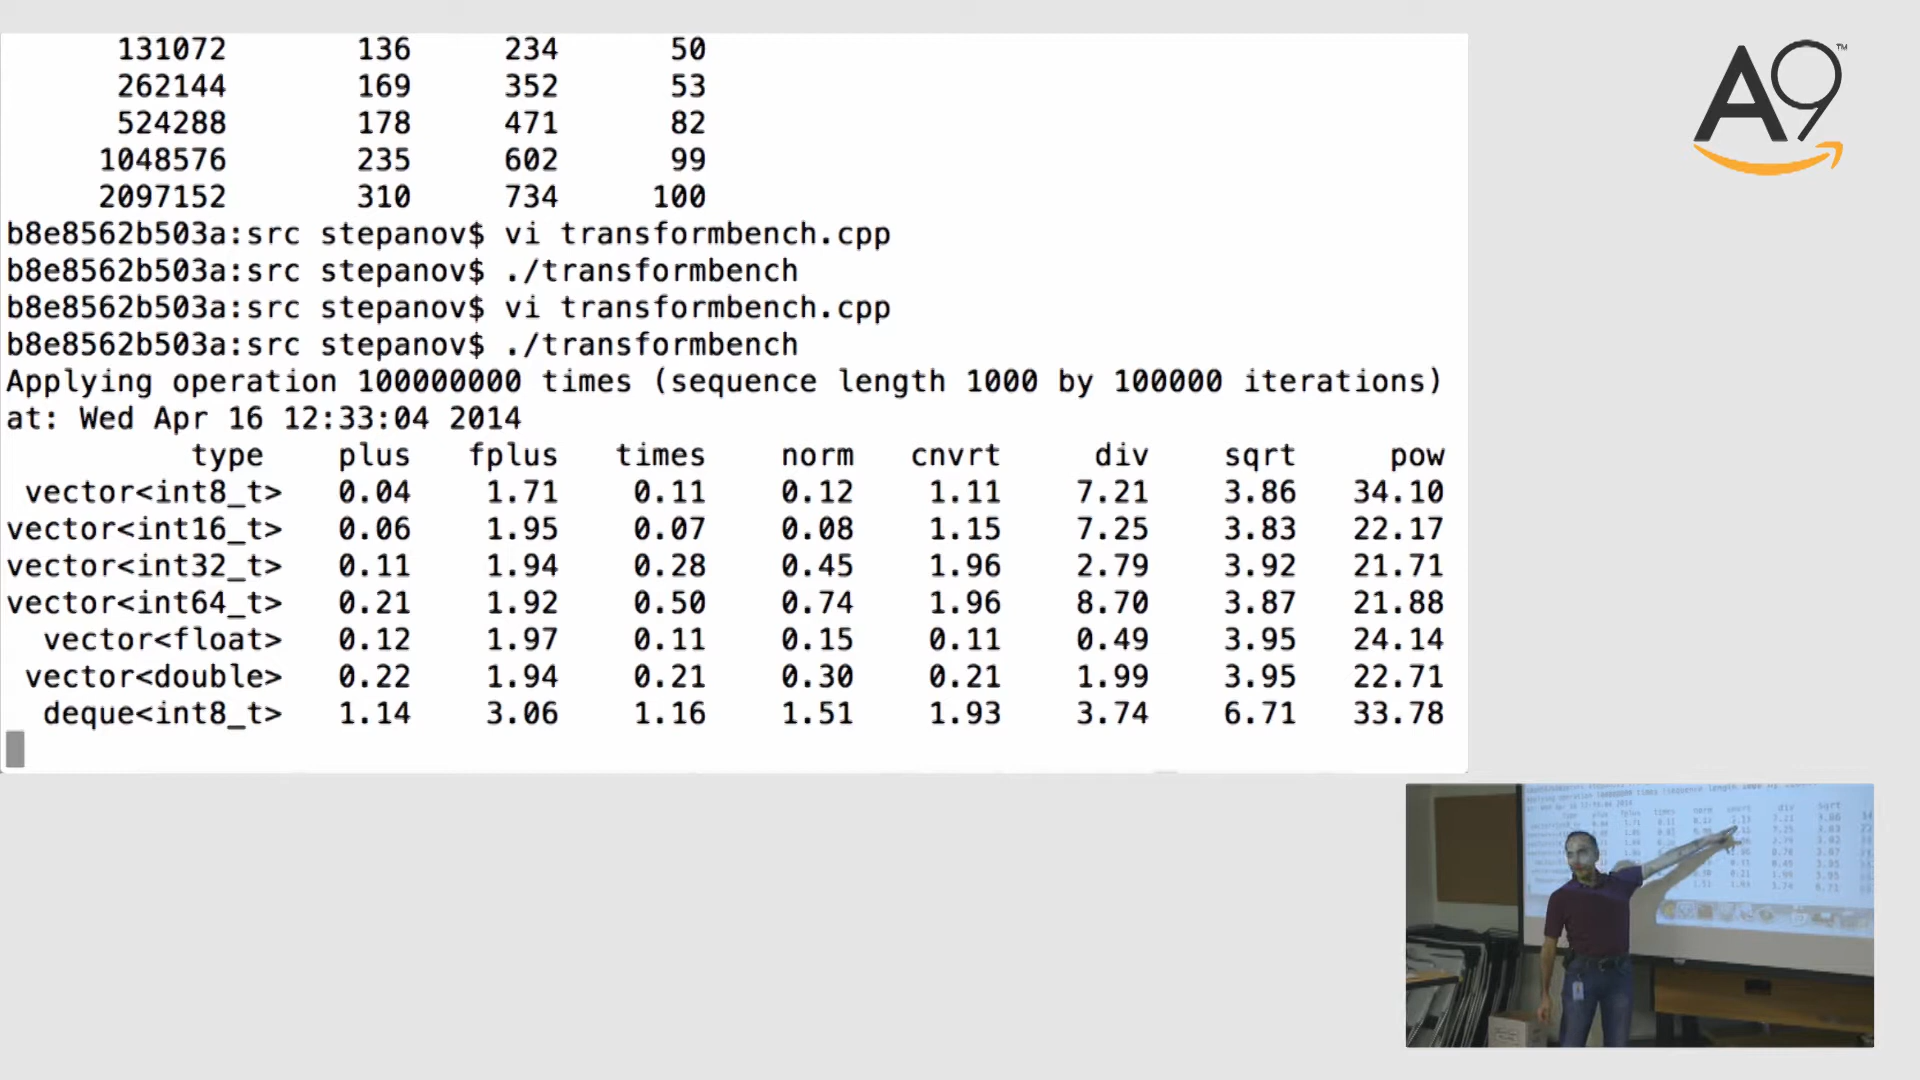 131072 136 234 50
262144 169 352 53
524288 178 471 82
1048576 235 602 99
2097152 310 734 100
b8e8562b503a:src stepanov$ vi transformbench.cpp
b8e8562b503a:src stepanov$ ./transformbench
b8e8562b503a:src stepanov$ vi transformbench.cpp
b8e8562b503a:src stepanov$ ./transformbench
Applying operation 100000000 times (sequence length 1000 by 100000 iterations)
at: Wed Apr 16 12:33:04 2014
type plus fplus times norm cnvrt div sqrt pow
vector<int8_t> 0.04 1.71 0.11 0.12 1.11 7.21 3.86 34.10
vector<int16_t> 0.06 1.95 0.07 0.08 1.15 7.25 3.83 22.17
vector<int32_t> 0.11 1.94 0.28 0.45 1.96 2.79 3.92 21.71
vector<int64_t> 0.21 1.92 0.50 0.74 1.96 8.70 3.87 21.88
vector<float> 0.12 1.97 0.11 0.15 0.11 0.49 3.95 24.14
vector<double> 0.22 1.94 0.21 0.30 0.21 1.99 3.95 22.71
deque<int8_t> 1.14 3.06 1.16 1.51 1.93 3.74 6.71 33.78
A9™